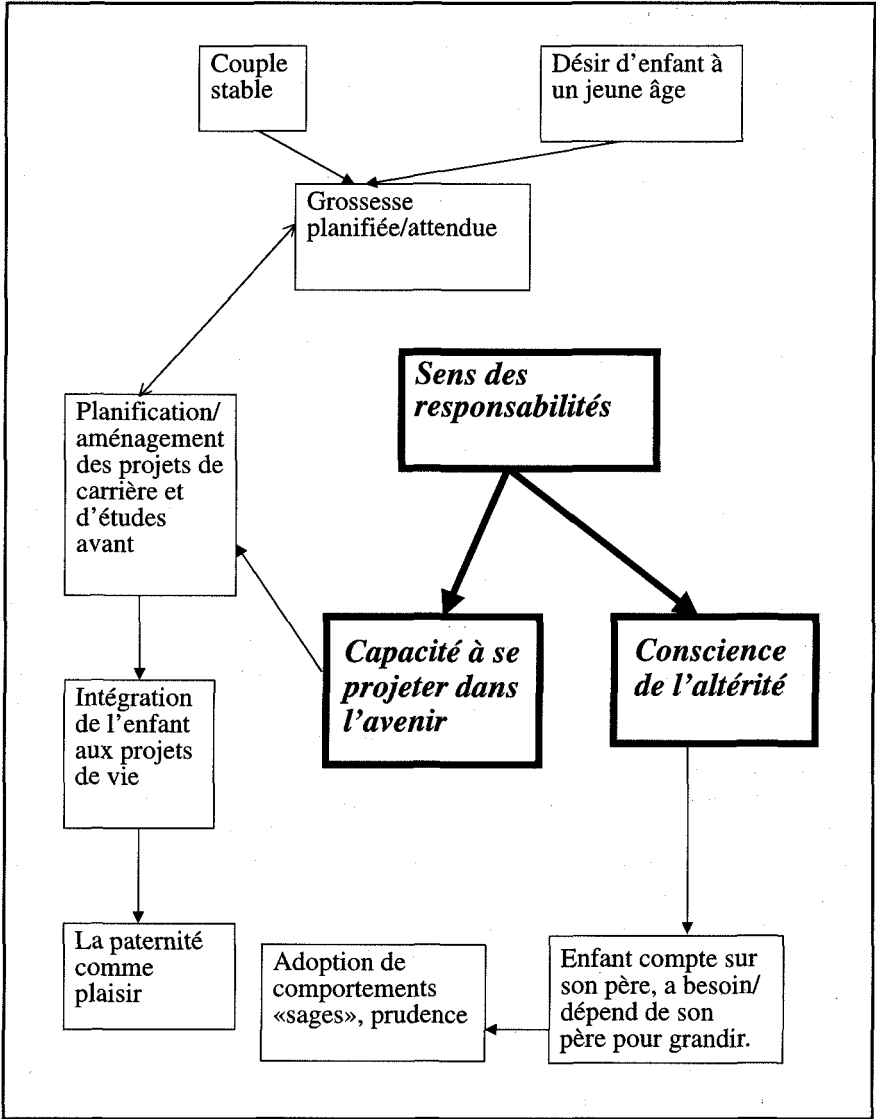 Couple
stable
Désir d'enfant à
un jeune âge
Grossesse
planifiée/attendue
Sens des
responsabilités
Planification/
aménagement
des projets de
carrière et
d'études
avant
Capacité à se
projeter dans
l'avenir
Conscience
de l'altérité
Intégration
de l'enfant
aux projets
de vie
La paternité
comme
plaisir
Adoption de
comportements
«sages», prudence
Enfant compte sur
son père, a besoin/
dépend de son
père pour grandir.